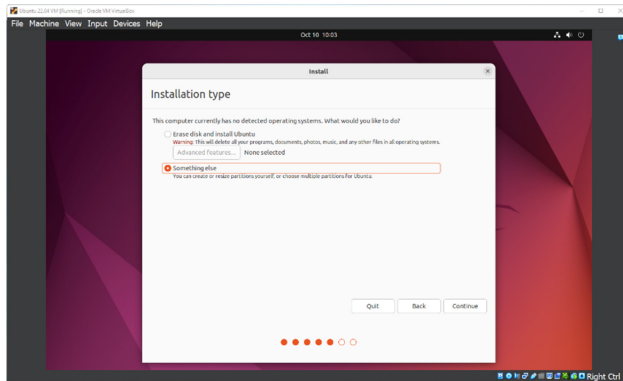 Ubuntu 22.04 VM [Running] - Oracle VM VirtualBox
File Machine View Input Devices Help
Oct 10 10:03
Install
Installation type
This computer currently has no detected operating systems. What would you like to do?
Erase disk and install Ubuntu
Warning: This will delete all your programs, documents, photos, music, and any other files in all operating systems.
Advanced features... None selected
Something else
You can create or resize partitions yourself, or choose multiple partitions for Ubuntu.
Quit Back Continue
Right Ctrl